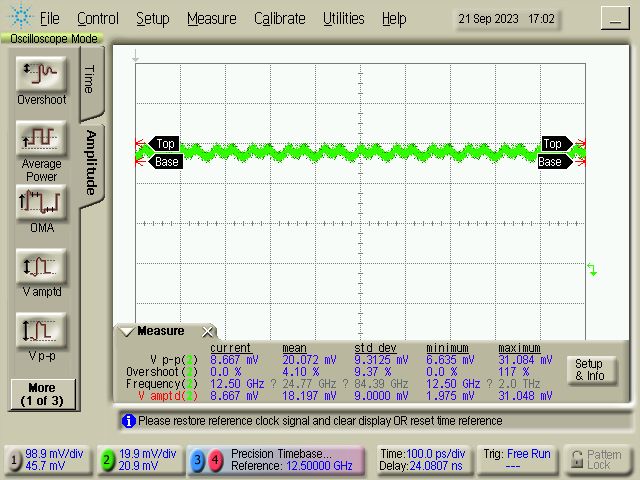 File Control Setup Measure Calibrate Utilities Help 21 Sep 2023 17:02
Oscilloscope Mode
Time
Amplitude
Overshoot
Average
Power
OMA
V amptd
V p-p
More
(1 of 3)
Top Top
Base Base
Measure
current mean std dev minimum maximum
V p-p(2) 8.667 mV 20.072 mV 9.3125 mV 6.635 mV 31.084 mV
Overshoot(2) 0.0 % 4.10 % 9.37 % 0.0 % 117 %
Frequency(2) 12.50 GHz ? 24.77 GHz ? 84.39 GHz 12.50 GHz ? 2.0 THz
V amptd(2) 8.667 mV 18.197 mV 9.0000 mV 1.975 mV 31.048 mV
Setup
& Info
Please restore reference clock signal and clear display OR reset time reference
1 98.9 mV/div
45.7 mV
2 19.9 mV/div
20.9 mV
3 4 Precision Timebase...
Reference: 12.50000 GHz
Time:100.0 ps/div
Delay:24.0807 ns
Trig: Free Run
---
Pattern
Lock